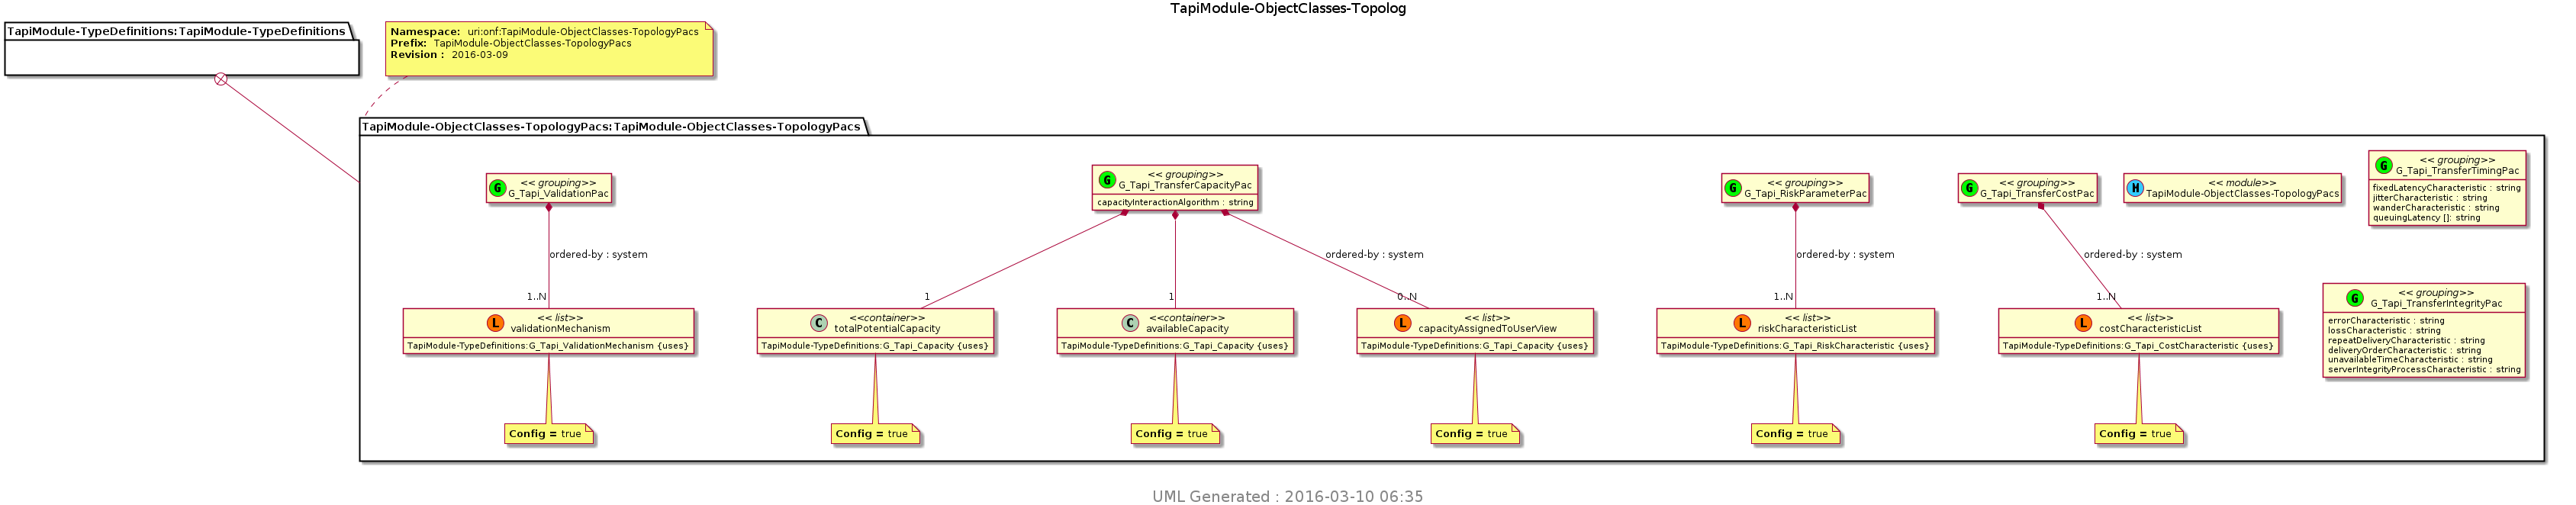 TapiModule-ObjectClasses-Topolog
TapiModule-TypeDefinitions:TapiModule-TypeDefinitions
Namespace: uri:onf:TapiModule-ObjectClasses-TopologyPacs
Prefix: TapiModule-ObjectClasses-TopologyPacs
Revision : 2016-03-09
TapiModule-ObjectClasses-TopologyPacs:TapiModule-ObjectClasses-TopologyPacs
G
<< grouping>>
G_Tapi_ValidationPac
G
<< grouping>>
G_Tapi_TransferCapacityPac
capacityInteractionAlgorithm : string
G
<< grouping>>
G_Tapi_RiskParameterPac
G
<< grouping>>
G_Tapi_TransferCostPac
M
<< module>>
TapiModule-ObjectClasses-TopologyPacs
G
<< grouping>>
G_Tapi_TransferTimingPac
fixedLatencyCharacteristic : string
jitterCharacteristic : string
wanderCharacteristic : string
queuingLatency []: string
ordered-by : system
ordered-by : system
ordered-by : system
ordered-by : system
1..N
1
1
0..N
1..N
1..N
L
<< list>>
validationMechanism
TapiModule-TypeDefinitions:G_Tapi_ValidationMechanism {uses}
C
<<container>>
totalPotentialCapacity
TapiModule-TypeDefinitions:G_Tapi_Capacity {uses}
C
<<container>>
availableCapacity
TapiModule-TypeDefinitions:G_Tapi_Capacity {uses}
L
<< list>>
capacityAssignedToUserView
TapiModule-TypeDefinitions:G_Tapi_Capacity {uses}
L
<< list>>
riskCharacteristicList
TapiModule-TypeDefinitions:G_Tapi_RiskCharacteristic {uses}
L
<< list>>
costCharacteristicList
TapiModule-TypeDefinitions:G_Tapi_CostCharacteristic {uses}
G
<< grouping>>
G_Tapi_TransferIntegrityPac
errorCharacteristic : string
lossCharacteristic : string
repeatDeliveryCharacteristic : string
deliveryOrderCharacteristic : string
unavailableTimeCharacteristic : string
serverIntegrityProcessCharacteristic : string
Config = true
Config = true
Config = true
Config = true
Config = true
Config = true
UML Generated : 2016-03-10 06:35